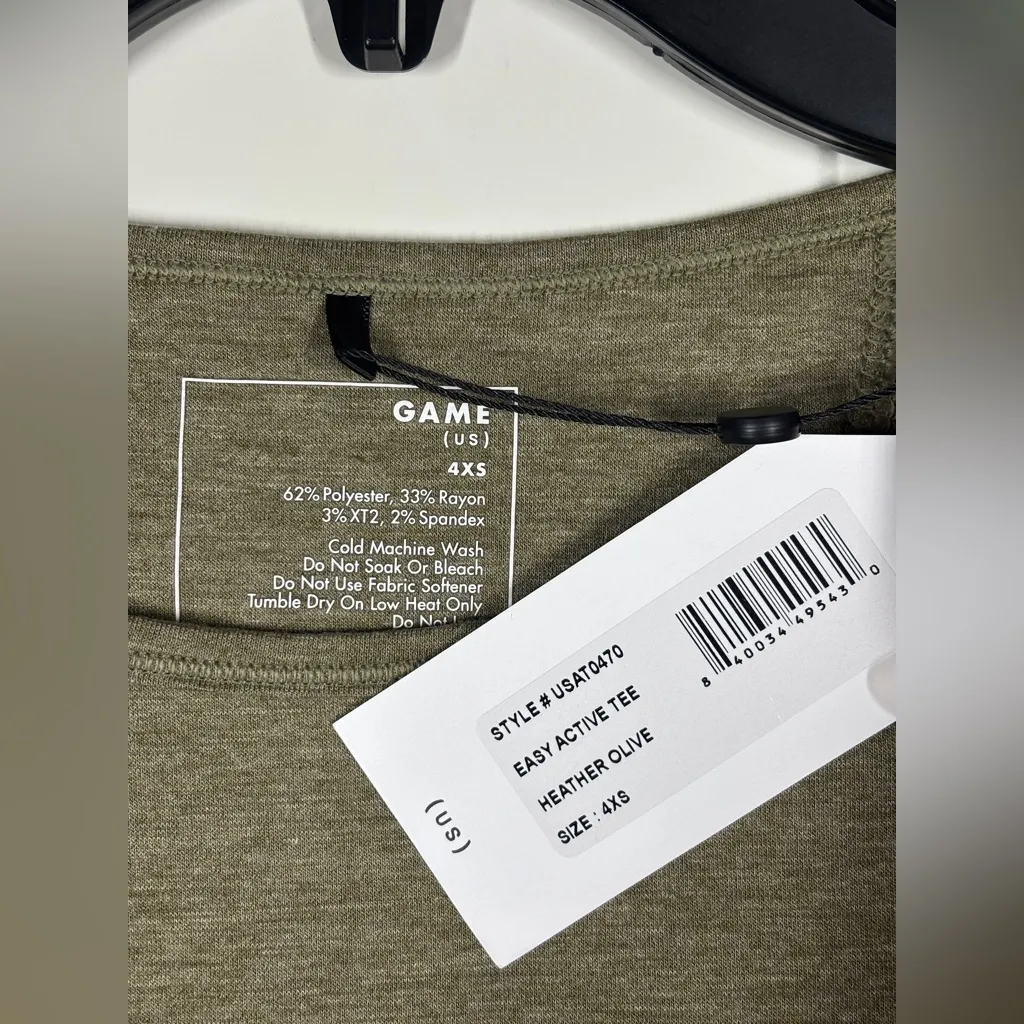 GAME
(US)
4XS
62% Polyester, 33% Rayon
3% XT2, 2% Spandex
Cold Machine Wash
Do Not Soak Or Bleach
Do Not Use Fabric Softener
Tumble Dry On Low Heat Only
Do Not
STYLE # USAT0470
EASY ACTIVE TEE
HEATHER OLIVE
SIZE : 4XS
8 40034 49543 0
(US)